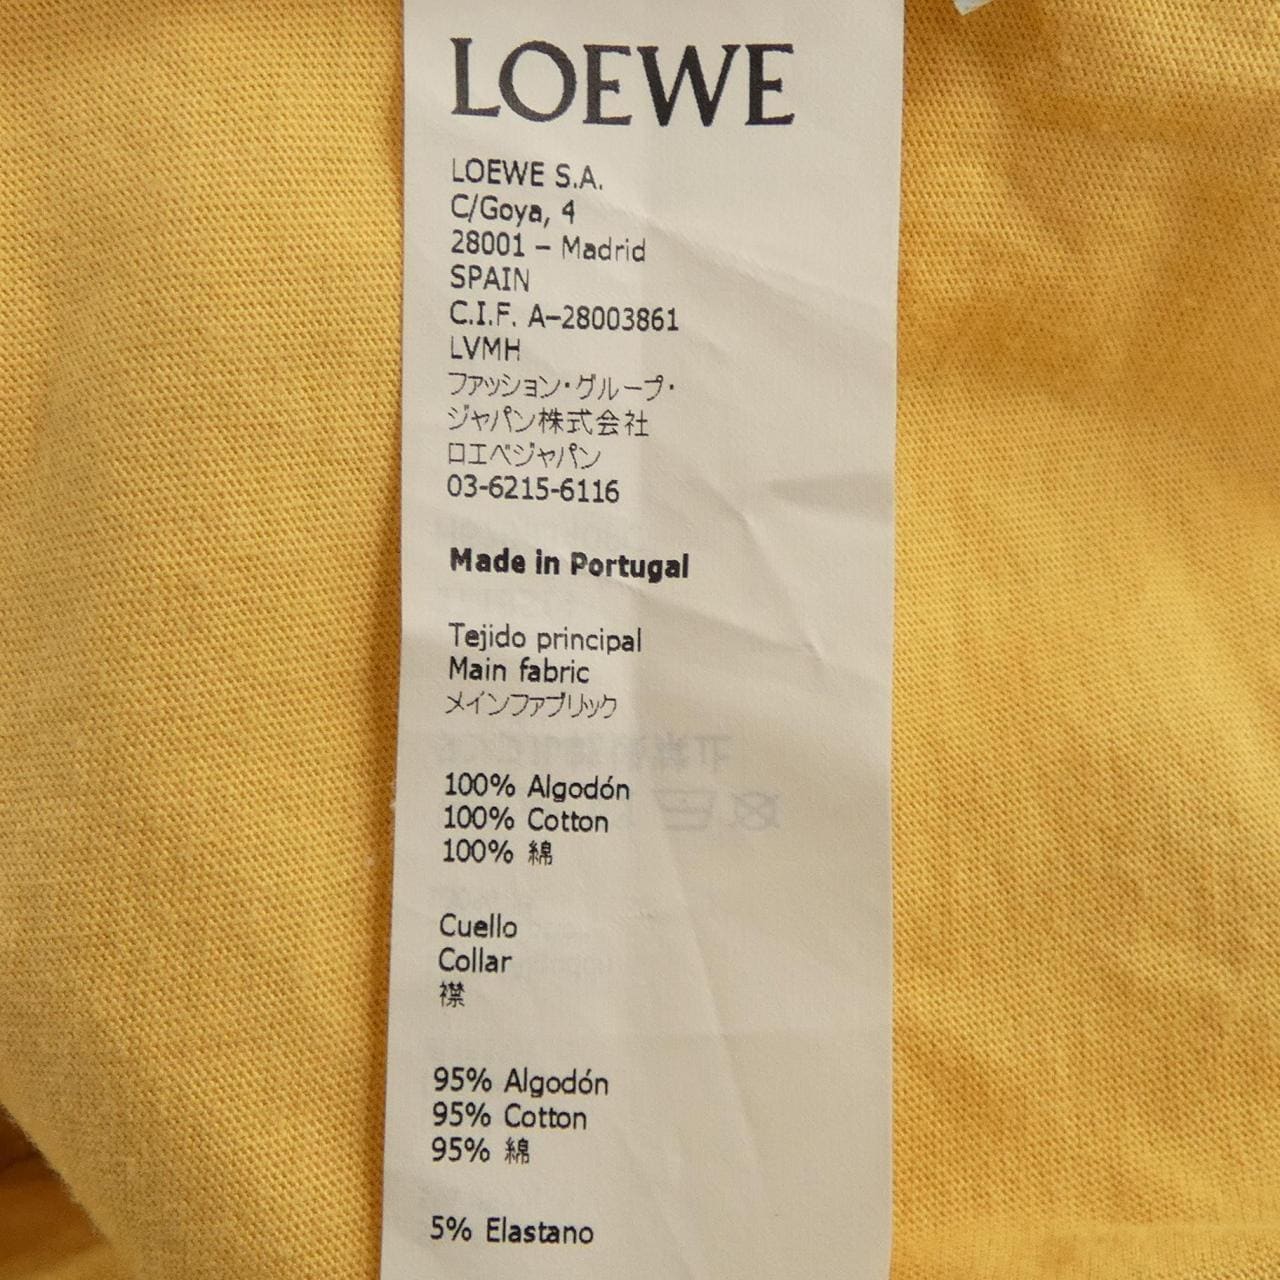 LOEWE
LOEWE S.A.
C/Goya, 4
28001 – Madrid
SPAIN
C.I.F. A–28003861
LVMH
ファッション・グループ・
ジャパン株式会社
ロエベジャパン
03-6215-6116
Made in Portugal
Tejido principal
Main fabric
メインファブリック
100% Algodón
100% Cotton
100% 綿
Cuello
Collar
襟
95% Algodón
95% Cotton
95% 綿
5% Elastano